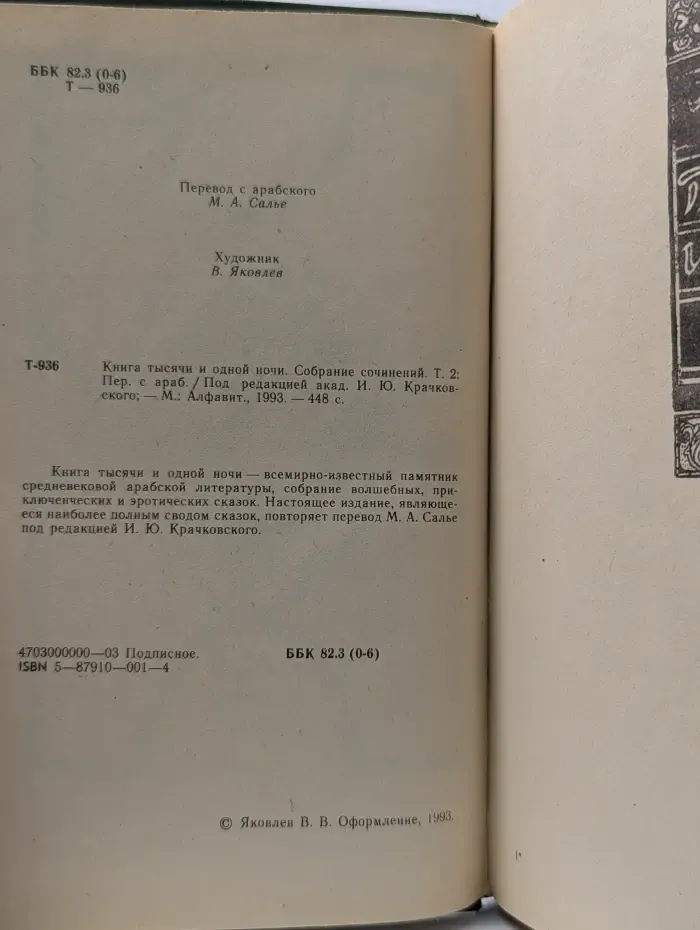 ББК 82.3 (0-6)
Т — 936
Перевод с арабского
М. А. Салье
Художник
В. Яковлев
Т-936
Книга тысячи и одной ночи. Собрание сочинений. Т. 2:
Пер. с араб. / Под редакцией акад. И. Ю. Крачков-
ского; — М.: Алфавит., 1993. — 448 с.
Книга тысячи и одной ночи — всемирно-известный памятник
средневековой арабской литературы, собрание волшебных, при-
ключенческих и эротических сказок. Настоящее издание, являюще-
еся наиболее полным сводом сказок, повторяет перевод М. А. Салье
под редакцией И. Ю. Крачковского.
4703000000—03 Подписное.
ББК 82.3 (0-6)
ISBN 5—87910—001—4
© Яковлев В. В. Оформление, 1993.